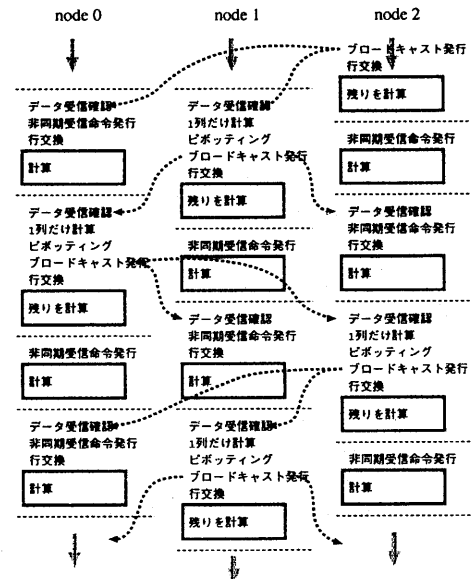 node 0
データ受信確認
非同期受信命令発行
行交換
計算
データ受信確認
1列だけ計算
ピボッティング
ブロードキャスト発行
行交換
残りを計算
非同期受信命令発行
計算
データ受信確認
非同期受信命令発行
行交換
計算
node 1
データ受信確認
1列だけ計算
ピボッティング
ブロードキャスト発行
行交換
残りを計算
非同期受信命令発行
計算
データ受信確認
非同期受信命令発行
行交換
計算
データ受信確認
1列だけ計算
ピボッティング
ブロードキャスト発行
行交換
残りを計算
node 2
ブロードキャスト発行
行交換
残りを計算
非同期受信命令発行
計算
データ受信確認
非同期受信命令発行
行交換
計算
データ受信確認
1列だけ計算
ピボッティング
ブロードキャスト発行
行交換
残りを計算
非同期受信命令発行
計算